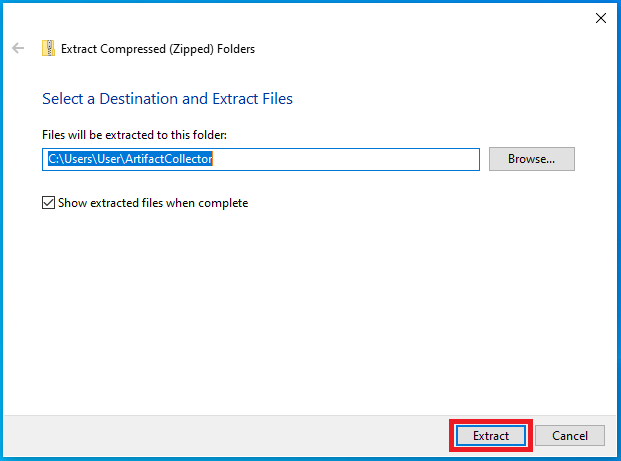 Extract Compressed (Zipped) Folders
Select a Destination and Extract Files
Files will be extracted to this folder:
C:\Users\User\ArtifactCollector
Browse...
Show extracted files when complete
Extract
Cancel